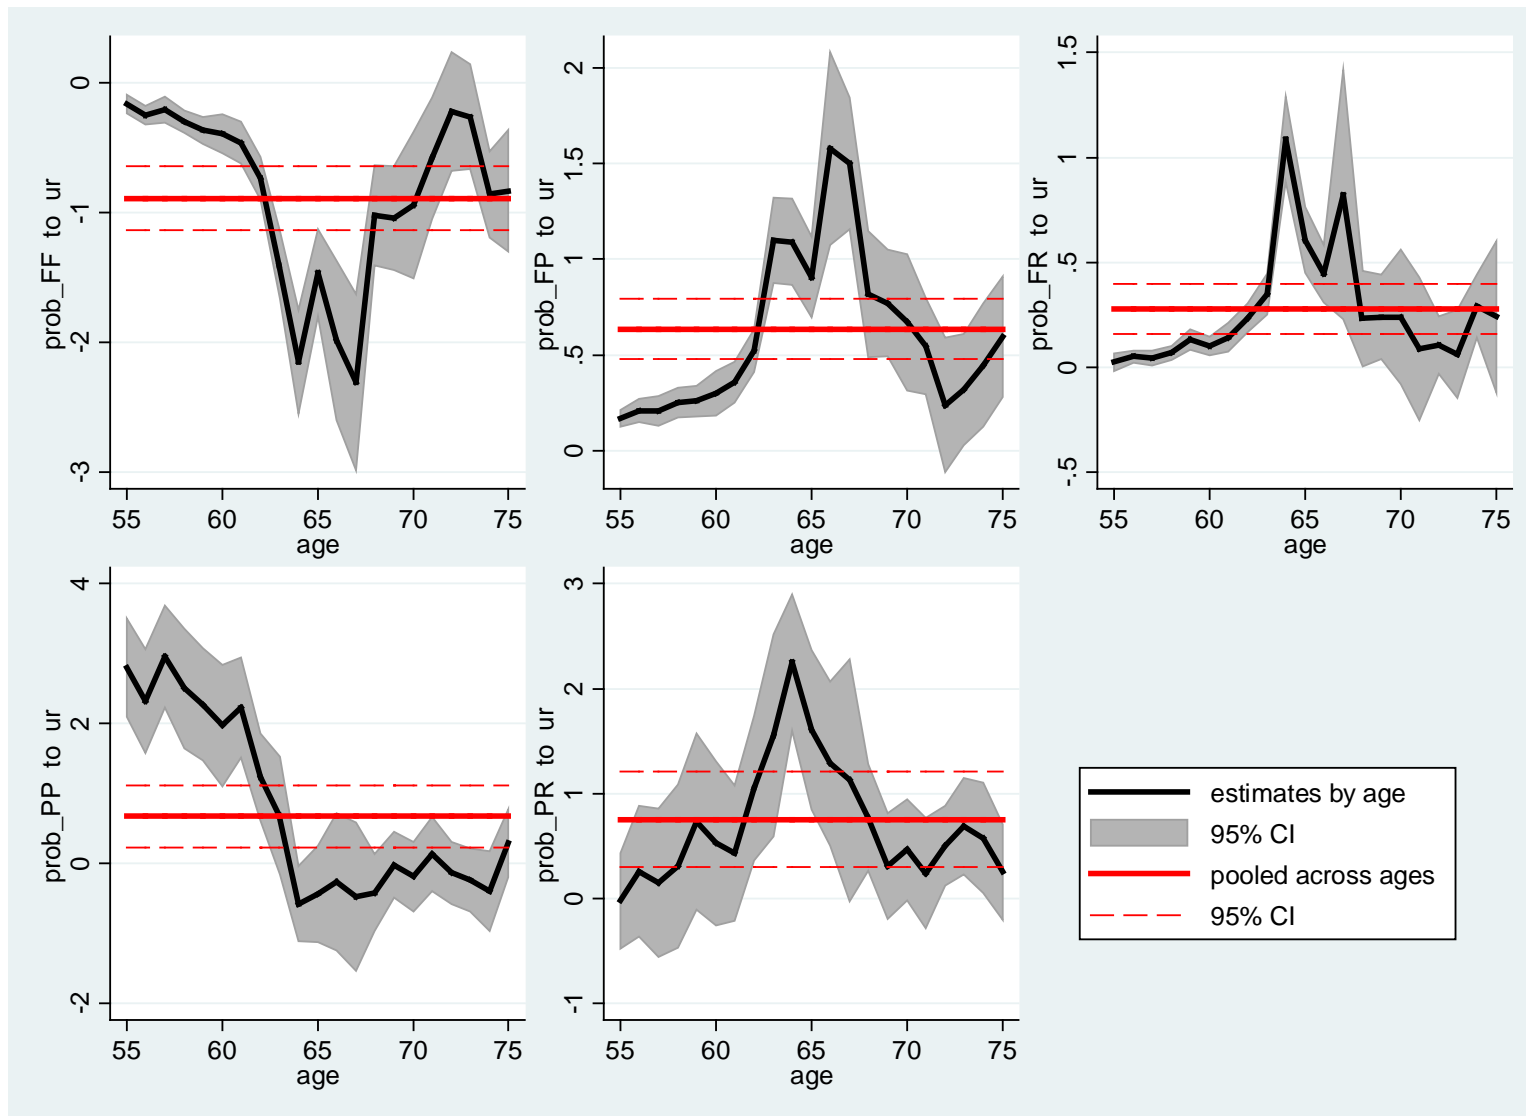 prob_FF to ur
0
-1
-2
-3
55 60 65 70 75
age
prob_FP to ur
2
1.5
1
.5
0
55 60 65 70 75
age
prob_FR to ur
1.5
1
.5
0
-.5
55 60 65 70 75
age
prob_PP to ur
4
2
0
-2
55 60 65 70 75
age
prob_PR to ur
3
2
1
0
-1
55 60 65 70 75
age
estimates by age
95% CI
pooled across ages
95% CI